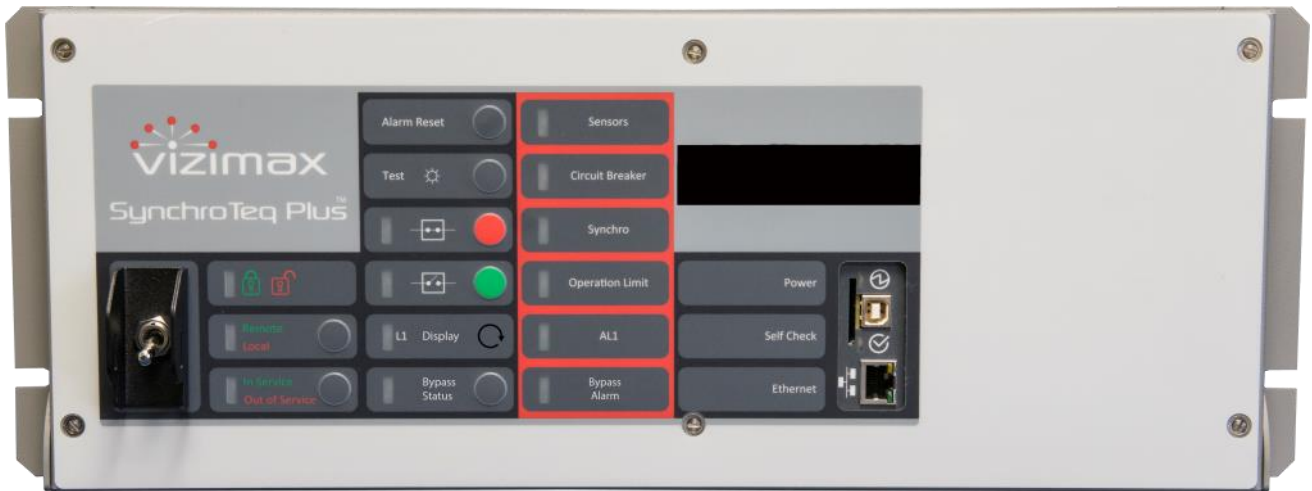 vizimax
SynchroTeq Plus™
Alarm Reset
Test
L1 Display
Bypass
Status
Remote
Local
In Service
Out of Service
Sensors
Circuit Breaker
Synchro
Operation Limit
AL1
Bypass
Alarm
Power
Self Check
Ethernet